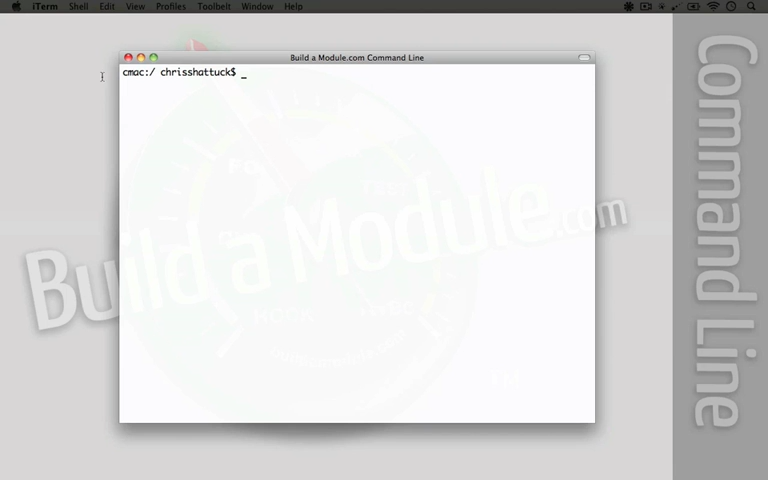 iTerm Shell Edit View Profiles Toolbelt Window Help
Build a Module.com Command Line
cmac:/ chrisshattuck$ _
Build a Module.com
Command Line